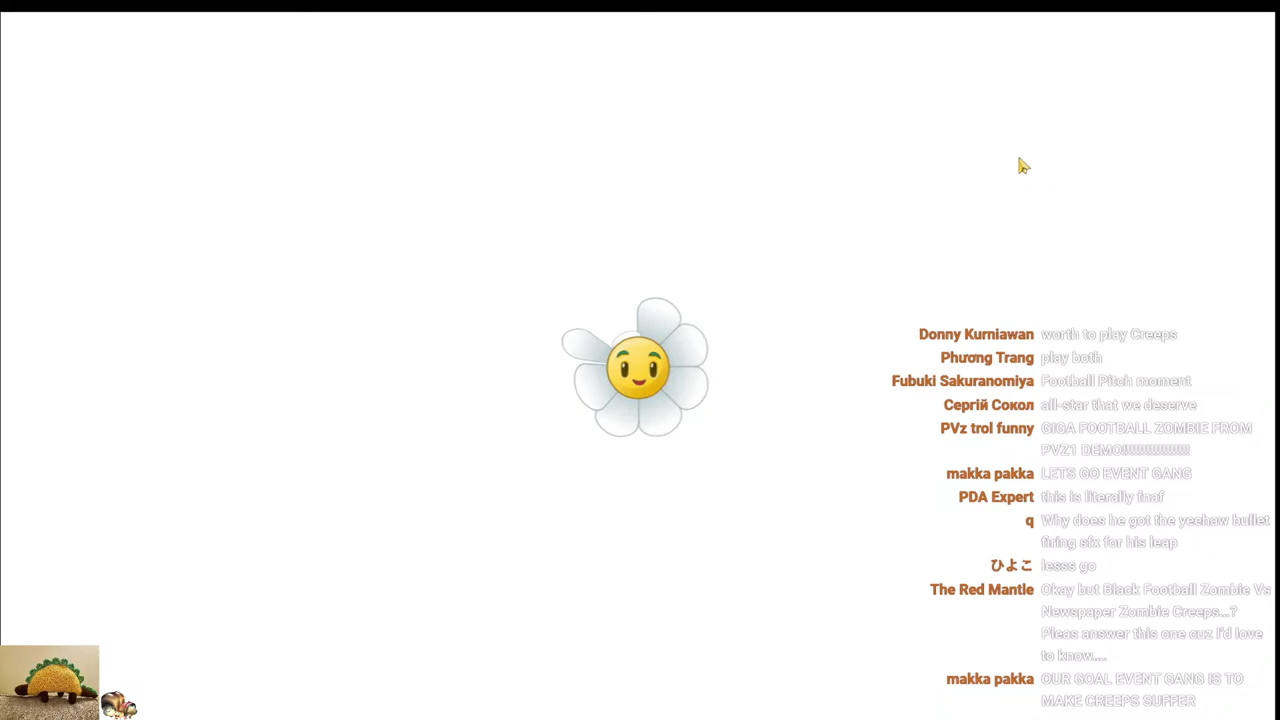 Donny Kurniawan worth to play Creeps
Phương Trang play both
Fubuki Sakuranomiya Football Pitch moment
Сергій Сокол all-star that we deserve
PVz trol funny GIGA FOOTBALL ZOMBIE FROM
PVZ1 DEMO!!!!!!!!!!!!!!!!!!!!!
makka pakka LETS GO EVENT GANG
PDA Expert this is literally fnaf
q Why does he got the yeehaw bullet
firing sfx for his leap
ひよこ lesss go
The Red Mantle Okay but Black Football Zombie Vs
Newspaper Zombie Creeps...?
Pleas answer this one cuz I'd love
to know....
makka pakka OUR GOAL EVENT GANG IS TO
MAKE CREEPS SUFFER